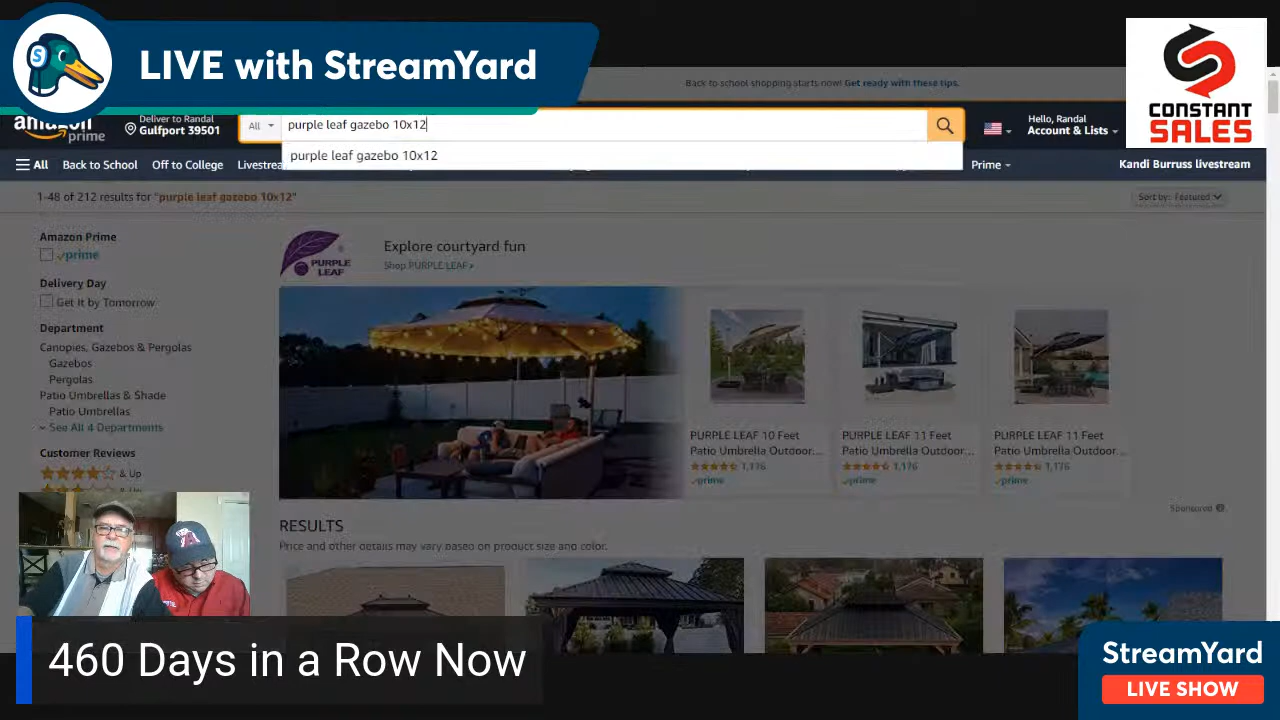 LIVE with StreamYard
S
CONSTANT
SALES
Back to school shopping starts now! Get ready with these tips.
amazon
prime
Deliver to Randal
Gulfport 39501
All
purple leaf gazebo 10x12
Hello, Randal
Account & Lists
purple leaf gazebo 10x12
All
Back to School
Off to College
Livestrea
Prime
Kandi Burruss livestream
1-48 of 212 results for "purple leaf gazebo 10x12"
Sort by: Featured
Amazon Prime
prime
Delivery Day
Get It by Tomorrow
Department
Canopies, Gazebos & Pergolas
Gazebos
Pergolas
Patio Umbrellas & Shade
Patio Umbrellas
See All 4 Departments
Customer Reviews
& Up
& Up
PURPLE
LEAF
Explore courtyard fun
Shop PURPLE LEAF ›
PURPLE LEAF 10 Feet
Patio Umbrella Outdoor...
1,176
prime
PURPLE LEAF 11 Feet
Patio Umbrella Outdoor...
1,176
prime
PURPLE LEAF 11 Feet
Patio Umbrella Outdoor...
1,176
prime
Sponsored
RESULTS
Price and other details may vary based on product size and color.
460 Days in a Row Now
StreamYard
LIVE SHOW